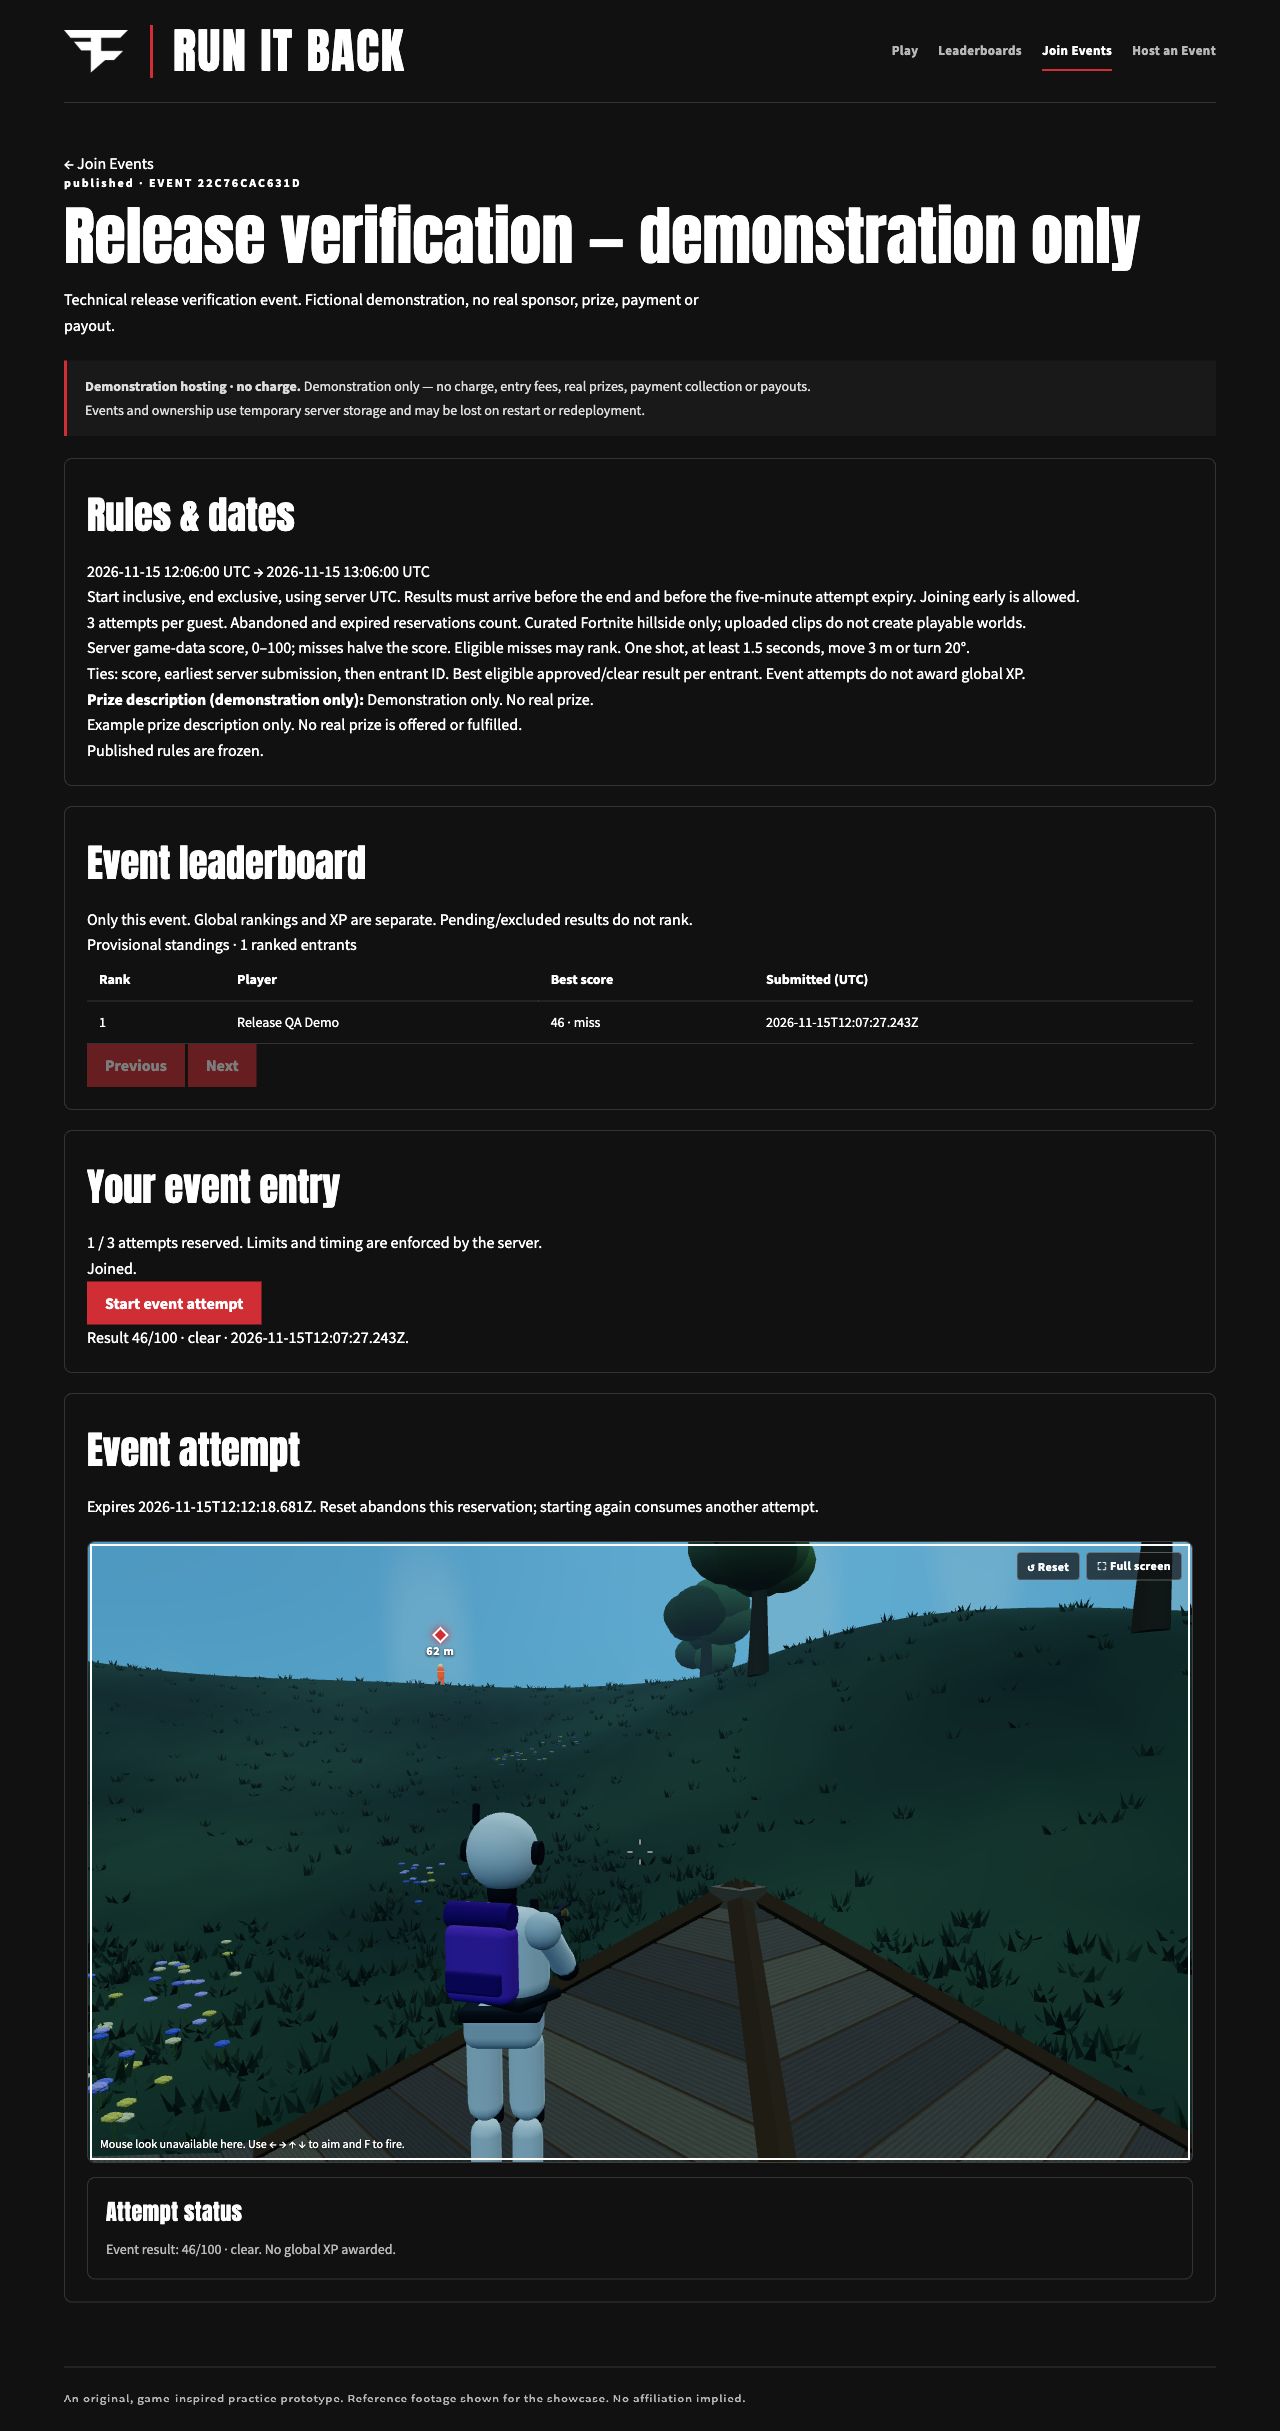 RUN IT BACK
Play Leaderboards Join Events Host an Event
← Join Events
published · EVENT 22C76CAC631D
Release verification — demonstration only
Technical release verification event. Fictional demonstration, no real sponsor, prize, payment or
payout.
Demonstration hosting · no charge. Demonstration only — no charge, entry fees, real prizes, payment collection or payouts.
Events and ownership use temporary server storage and may be lost on restart or redeployment.
Rules & dates
2026-11-15 12:06:00 UTC → 2026-11-15 13:06:00 UTC
Start inclusive, end exclusive, using server UTC. Results must arrive before the end and before the five-minute attempt expiry. Joining early is allowed.
3 attempts per guest. Abandoned and expired reservations count. Curated Fortnite hillside only; uploaded clips do not create playable worlds.
Server game-data score, 0–100; misses halve the score. Eligible misses may rank. One shot, at least 1.5 seconds, move 3 m or turn 20°.
Ties: score, earliest server submission, then entrant ID. Best eligible approved/clear result per entrant. Event attempts do not award global XP.
Prize description (demonstration only): Demonstration only. No real prize.
Example prize description only. No real prize is offered or fulfilled.
Published rules are frozen.
Event leaderboard
Only this event. Global rankings and XP are separate. Pending/excluded results do not rank.
Provisional standings · 1 ranked entrants
Rank Player Best score Submitted (UTC)
1 Release QA Demo 46 · miss 2026-11-15T12:07:27.243Z
Previous Next
Your event entry
1 / 3 attempts reserved. Limits and timing are enforced by the server.
Joined.
Start event attempt
Result 46/100 · clear · 2026-11-15T12:07:27.243Z.
Event attempt
Expires 2026-11-15T12:12:18.681Z. Reset abandons this reservation; starting again consumes another attempt.
↺ Reset ⛶ Full screen
62 m
Mouse look unavailable here. Use ← → ↑ ↓ to aim and F to fire.
Attempt status
Event result: 46/100 · clear. No global XP awarded.
An original, game-inspired practice prototype. Reference footage shown for the showcase. No affiliation implied.